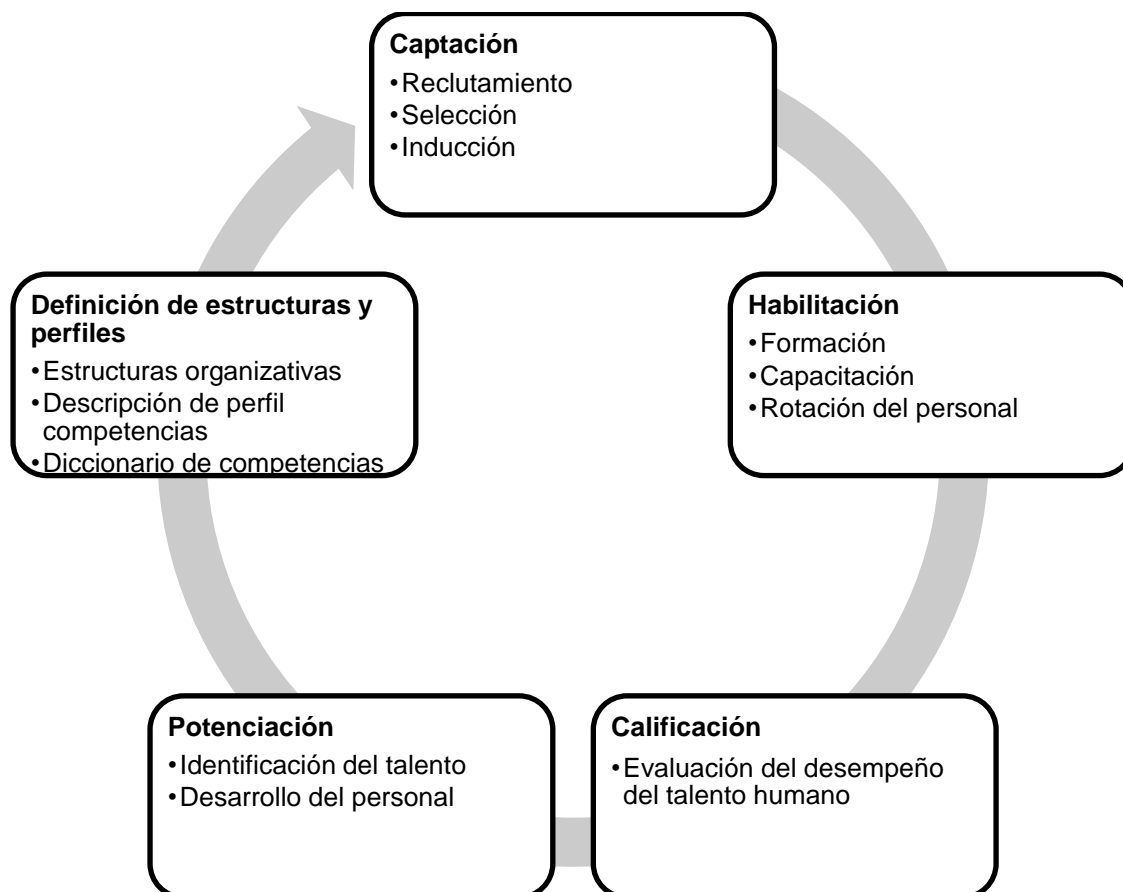 Captación
•Reclutamiento
•Selección
•Inducción
Habilitación
•Formación
•Capacitación
•Rotación del personal
Calificación
•Evaluación del desempeño
del talento humano
Potenciación
•Identificación del talento
•Desarrollo del personal
Definición de estructuras y
perfiles
•Estructuras organizativas
•Descripción de perfil
competencias
•Diccionario de competencias